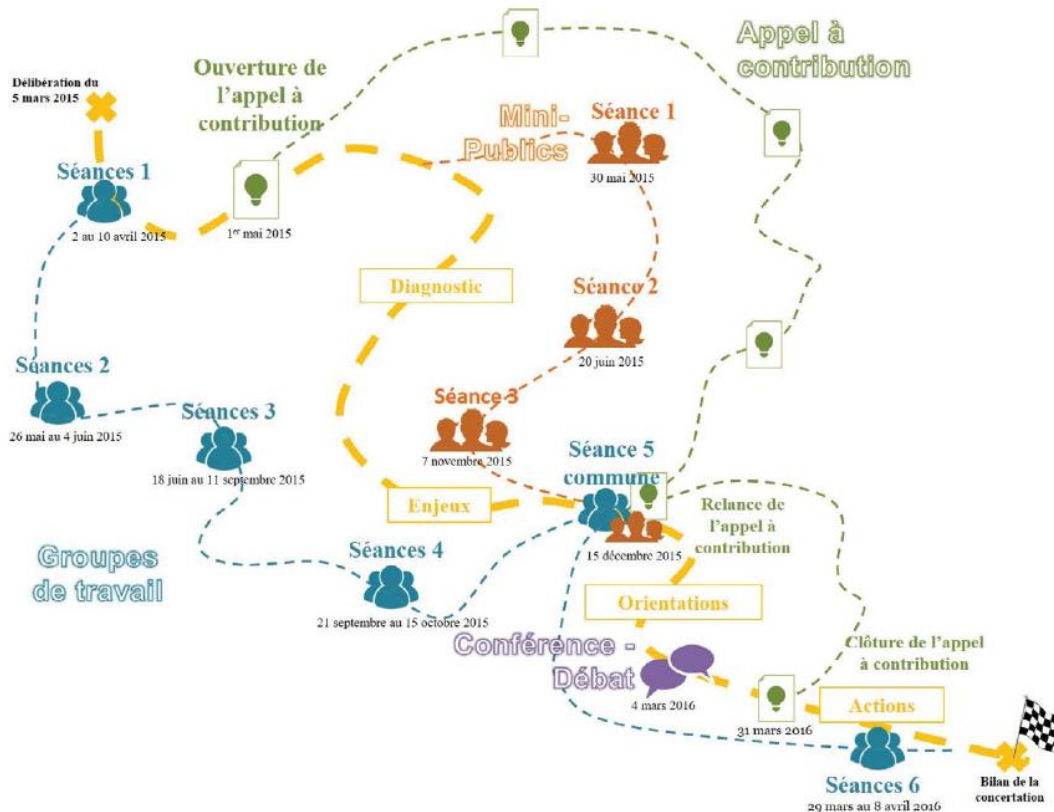 Délibération du
5 mars 2015
Ouverture de
l'appel à
contribution
Appel à
contribution
Mini-
Publics
Séance 1
30 mai 2015
Séances 1
2 au 10 avril 2015
1er mai 2015
Diagnostic
Séance 2
20 juin 2015
Séances 2
26 mai au 4 juin 2015
Séances 3
18 juin au 11 septembre 2015
Séance 3
7 novembre 2015
Séance 5
commune
15 décembre 2015
Enjeux
Relance de
l'appel à
contribution
Groupes
de travail
Séances 4
21 septembre au 15 octobre 2015
Orientations
Conférence -
Débat
4 mars 2016
Clôture de l'appel
à contribution
31 mars 2016
Actions
Séances 6
29 mars au 8 avril 2016
Bilan de la
concertation